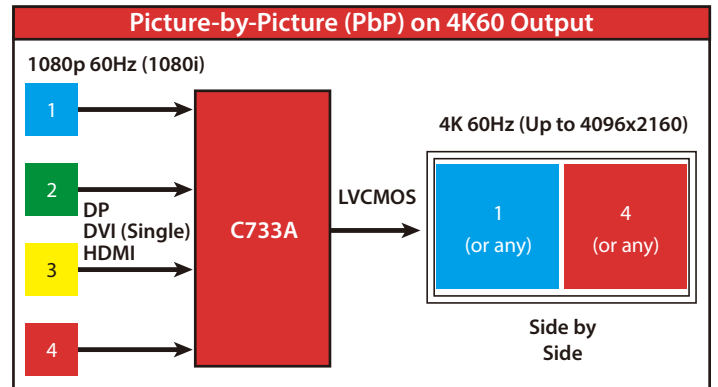 Picture-by-Picture (PbP) on 4K60 Output
1080p 60Hz (1080i)
1
2
DP
DVI (Single)
HDMI
3
4
C733A
LVCMOS
4K 60Hz (Up to 4096x2160)
1
(or any)
4
(or any)
Side by
Side